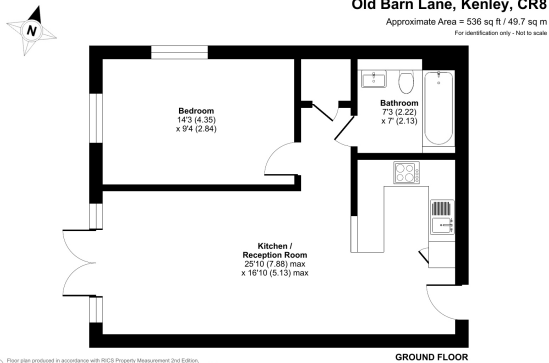 Old Barn Lane, Kenley, CR8
Approximate Area = 536 sq ft / 49.7 sq m
For identification only - Not to scale
N
Bedroom
14'3 (4.35)
x 9'4 (2.84)
Bathroom
7'3 (2.22)
x 7' (2.13)
Kitchen /
Reception Room
25'10 (7.88) max
x 16'10 (5.13) max
GROUND FLOOR
Floor plan produced in accordance with RICS Property Measurement 2nd Edition,